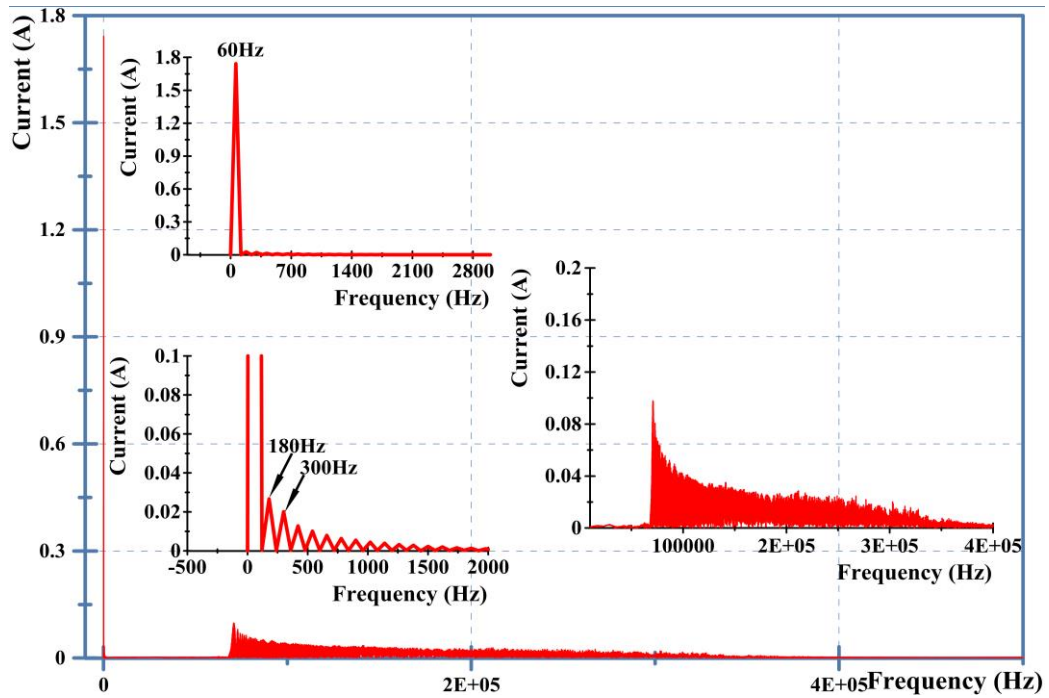 Current (A)
1.8
1.5
1.2
0.9
0.6
0.3
0
0
2E+05
4E+05
Frequency (Hz)
60Hz
Current (A)
1.8
1.5
1.2
0.9
0.6
0.3
0
0
700
1400
2100
2800
Frequency (Hz)
Current (A)
0.1
0.08
0.06
0.04
0.02
0
180Hz
300Hz
-500
0
500
1000
1500
2000
Frequency (Hz)
Current (A)
0.2
0.16
0.12
0.08
0.04
0
100000
2E+05
3E+05
4E+05
Frequency (Hz)